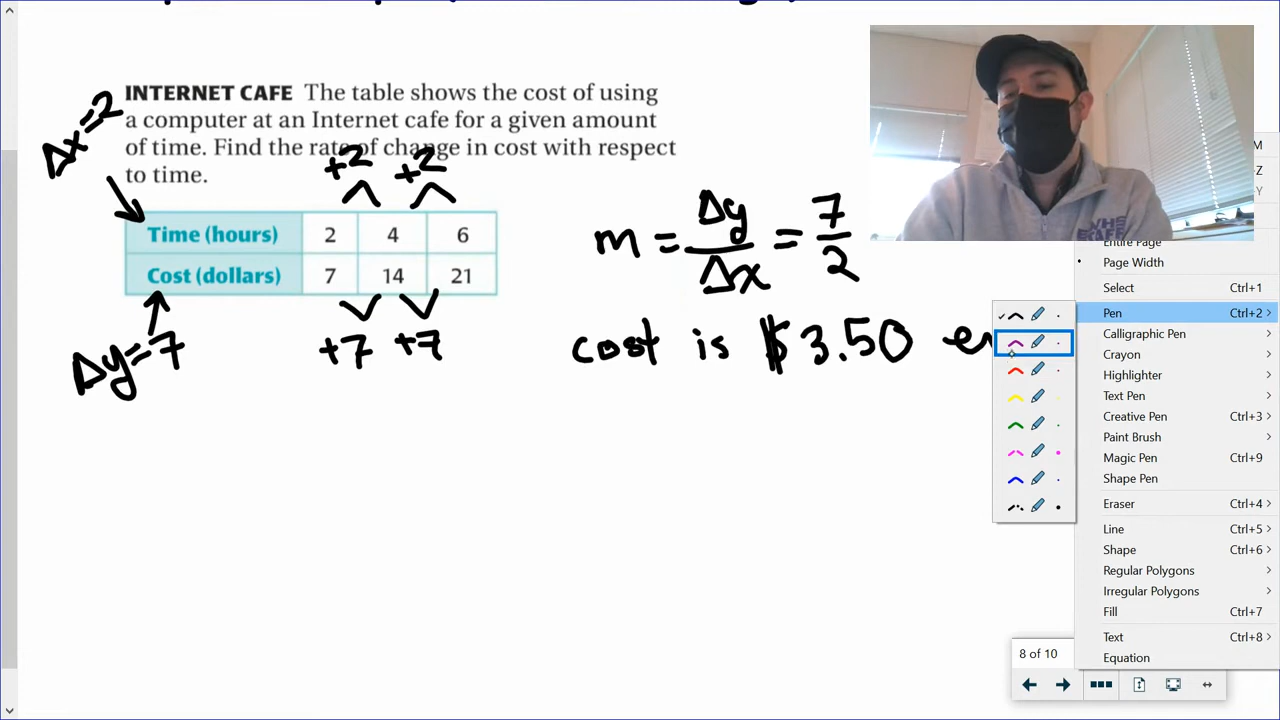 INTERNET CAFE The table shows the cost of using
a computer at an Internet cafe for a given amount
of time. Find the rate of change in cost with respect
to time.
Δx=2
+2 +2
Time (hours) 2 4 6
Cost (dollars) 7 14 21
+7 +7
Δy=7
m = Δy/Δx = 7/2
cost is $3.50
Entire Page
Page Width
Select Ctrl+1
Pen Ctrl+2
Calligraphic Pen
Crayon
Highlighter
Text Pen
Creative Pen Ctrl+3
Paint Brush
Magic Pen Ctrl+9
Shape Pen
Eraser Ctrl+4
Line Ctrl+5
Shape Ctrl+6
Regular Polygons
Irregular Polygons
Fill Ctrl+7
Text Ctrl+8
Equation
8 of 10